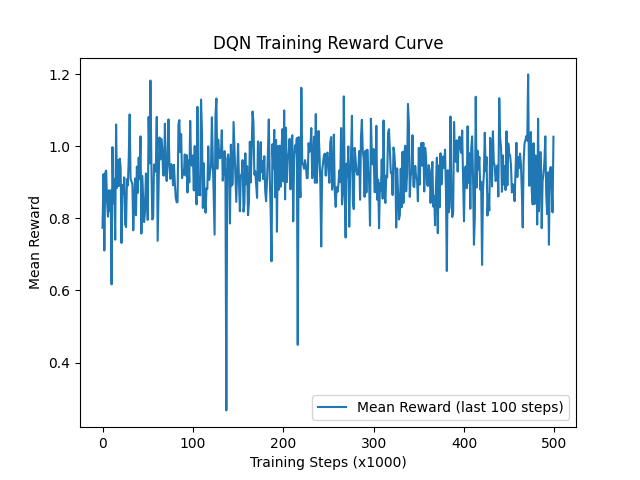 DQN Training Reward Curve
1.2
1.0
0.8
0.6
0.4
Mean Reward
Mean Reward (last 100 steps)
0 100 200 300 400 500
Training Steps (x1000)